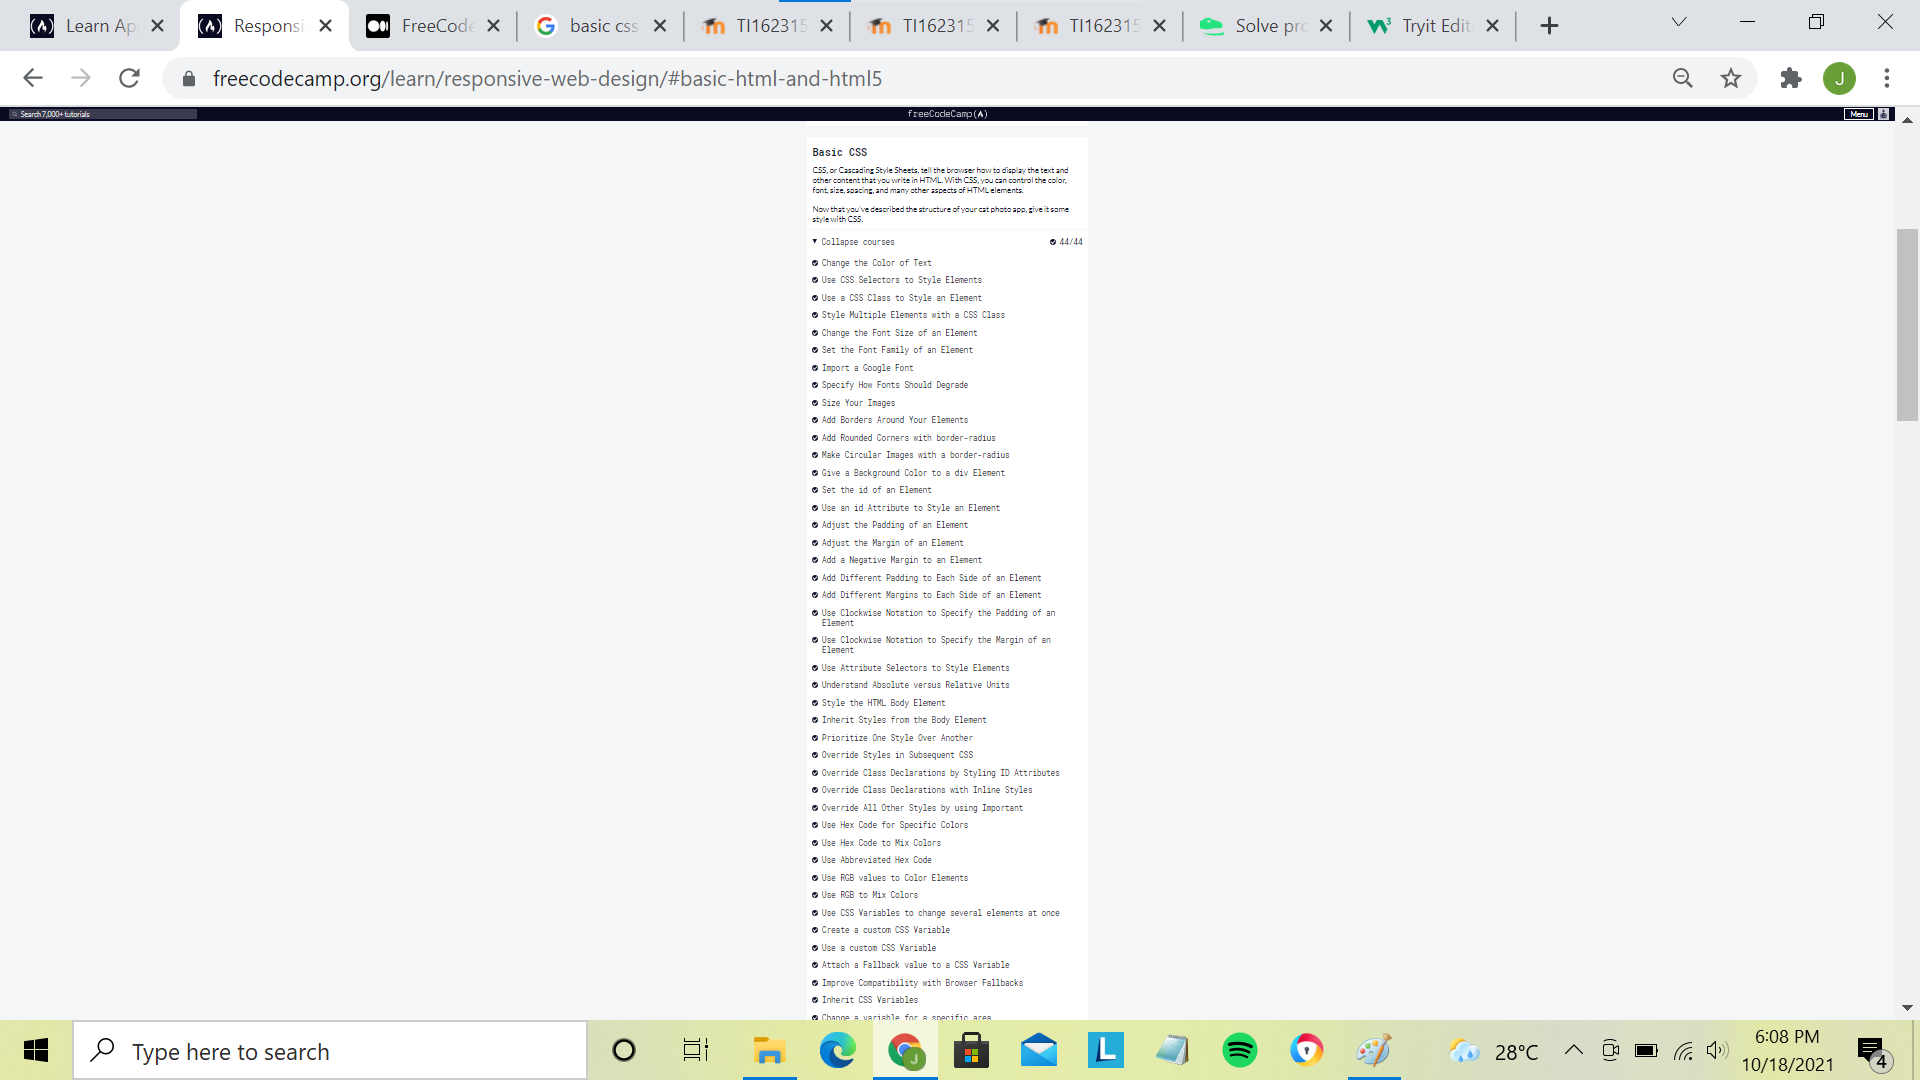 Learn Ap
Responsi
FreeCode
basic css
TI162315
TI162315
TI162315
Solve pro
Tryit Edit
freecodecamp.org/learn/responsive-web-design/#basic-html-and-html5
J
Search 7,000+ tutorials
freeCodeCamp
Menu
Basic CSS
CSS, or Cascading Style Sheets, tell the browser how to display the text and
other content that you write in HTML. With CSS, you can control the color,
font, size, spacing, and many other aspects of HTML elements.
Now that you've described the structure of your cat photo app, give it some
style with CSS.
Collapse courses
44/44
Change the Color of Text
Use CSS Selectors to Style Elements
Use a CSS Class to Style an Element
Style Multiple Elements with a CSS Class
Change the Font Size of an Element
Set the Font Family of an Element
Import a Google Font
Specify How Fonts Should Degrade
Size Your Images
Add Borders Around Your Elements
Add Rounded Corners with border-radius
Make Circular Images with a border-radius
Give a Background Color to a div Element
Set the id of an Element
Use an id Attribute to Style an Element
Adjust the Padding of an Element
Adjust the Margin of an Element
Add a Negative Margin to an Element
Add Different Padding to Each Side of an Element
Add Different Margins to Each Side of an Element
Use Clockwise Notation to Specify the Padding of an
Element
Use Clockwise Notation to Specify the Margin of an
Element
Use Attribute Selectors to Style Elements
Understand Absolute versus Relative Units
Style the HTML Body Element
Inherit Styles from the Body Element
Prioritize One Style Over Another
Override Styles in Subsequent CSS
Override Class Declarations by Styling ID Attributes
Override Class Declarations with Inline Styles
Override All Other Styles by using Important
Use Hex Code for Specific Colors
Use Hex Code to Mix Colors
Use Abbreviated Hex Code
Use RGB values to Color Elements
Use RGB to Mix Colors
Use CSS Variables to change several elements at once
Create a custom CSS Variable
Use a custom CSS Variable
Attach a Fallback value to a CSS Variable
Improve Compatibility with Browser Fallbacks
Inherit CSS Variables
Change a variable for a specific area
Type here to search
J
L
28°C
6:08 PM
10/18/2021
4